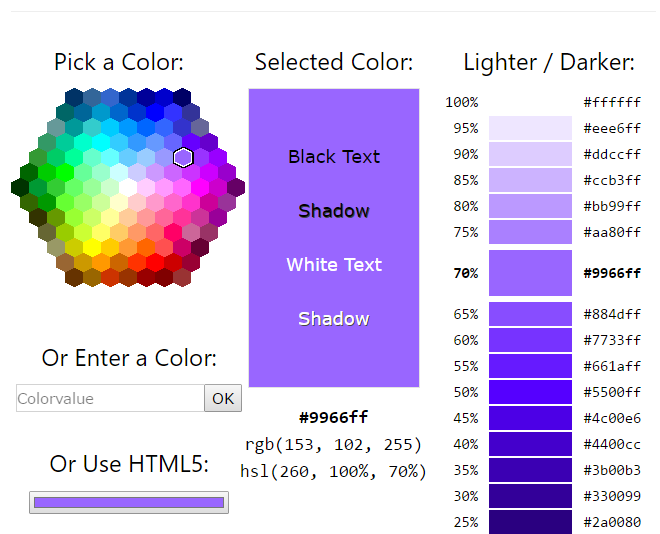 Pick a Color:
Selected Color:
Lighter / Darker:
Black Text
Shadow
White Text
Shadow
Or Enter a Color:
Colorvalue
OK
Or Use HTML5:
#9966ff
rgb(153, 102, 255)
hsl(260, 100%, 70%)
100% #ffffff
95% #eee6ff
90% #ddccff
85% #ccb3ff
80% #bb99ff
75% #aa80ff
70% #9966ff
65% #884dff
60% #7733ff
55% #661aff
50% #5500ff
45% #4c00e6
40% #4400cc
35% #3b00b3
30% #330099
25% #2a0080